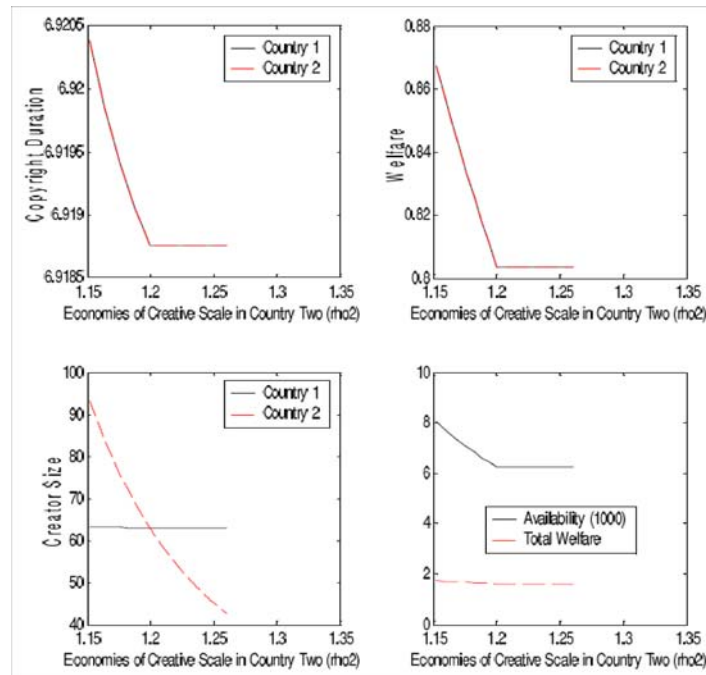 6.9205
6.92
6.9195
6.919
6.9185
Copyright Duration
Country 1
Country 2
1.15 1.2 1.25 1.3 1.35
Economies of Creative Scale in Country Two (rho2)
0.88
0.86
0.84
0.82
0.8
Welfare
Country 1
Country 2
1.15 1.2 1.25 1.3 1.35
Economies of Creative Scale in Country Two (rho2)
100
90
80
70
60
50
40
Creator Size
Country 1
Country 2
1.15 1.2 1.25 1.3 1.35
Economies of Creative Scale in Country Two (rho2)
10
8
6
4
2
0
Availability (1000)
Total Welfare
1.15 1.2 1.25 1.3 1.35
Economies of Creative Scale in Country Two (rho2)